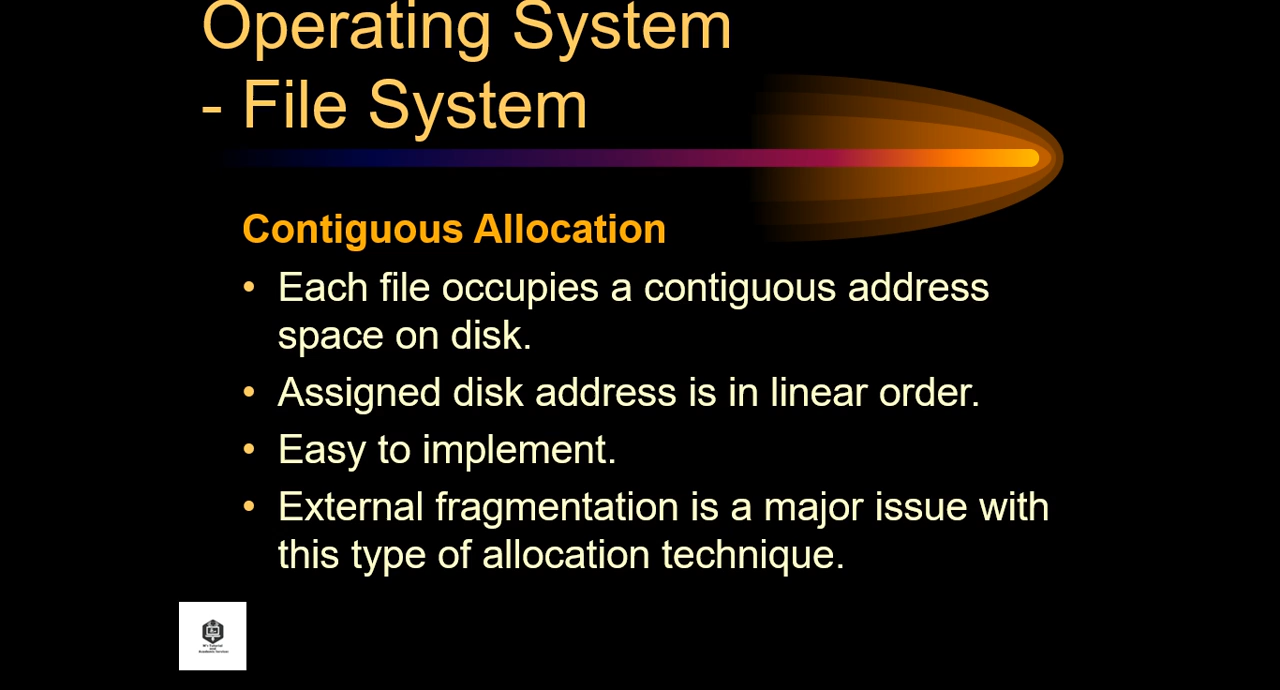 Operating System
- File System
Contiguous Allocation
• Each file occupies a contiguous address
space on disk.
• Assigned disk address is in linear order.
• Easy to implement.
• External fragmentation is a major issue with
this type of allocation technique.